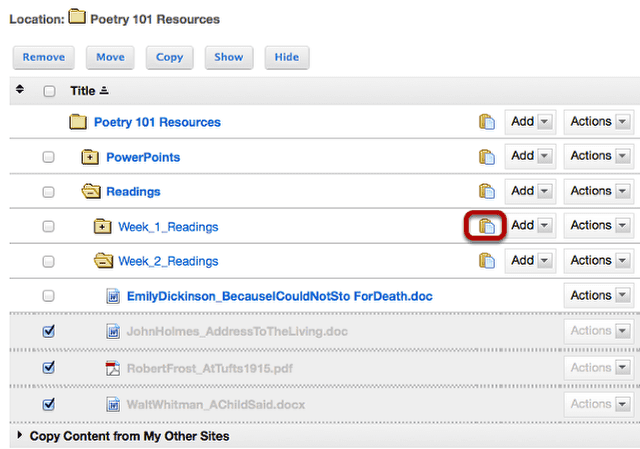 Location: Poetry 101 Resources
Remove Move Copy Show Hide
Title
Poetry 101 Resources Add Actions
PowerPoints Add Actions
Readings Add Actions
Week_1_Readings Add Actions
Week_2_Readings Add Actions
EmilyDickinson_BecauseICouldNotSto ForDeath.doc Actions
JohnHolmes_AddressToTheLiving.doc Actions
RobertFrost_AtTufts1915.pdf Actions
WaltWhitman_AChildSaid.docx Actions
Copy Content from My Other Sites